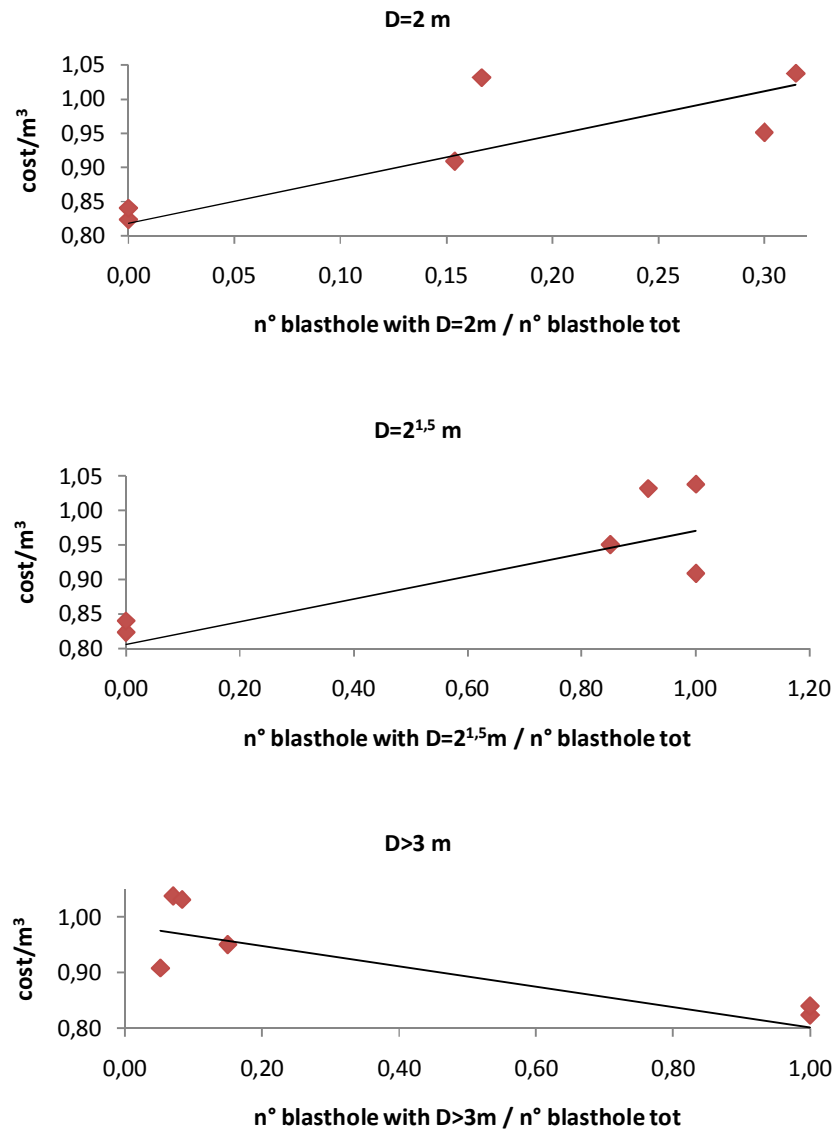 D=2 m
1,05
1,00
0,95
0,90
0,85
0,80
cost/m³
0,00 0,05 0,10 0,15 0,20 0,25 0,30
n° blasthole with D=2m / n° blasthole tot
D=2^1,5 m
1,05
1,00
0,95
0,90
0,85
0,80
cost/m³
0,00 0,20 0,40 0,60 0,80 1,00 1,20
n° blasthole with D=2^1,5m / n° blasthole tot
D>3 m
1,00
0,90
0,80
cost/m³
0,00 0,20 0,40 0,60 0,80 1,00
n° blasthole with D>3m / n° blasthole tot